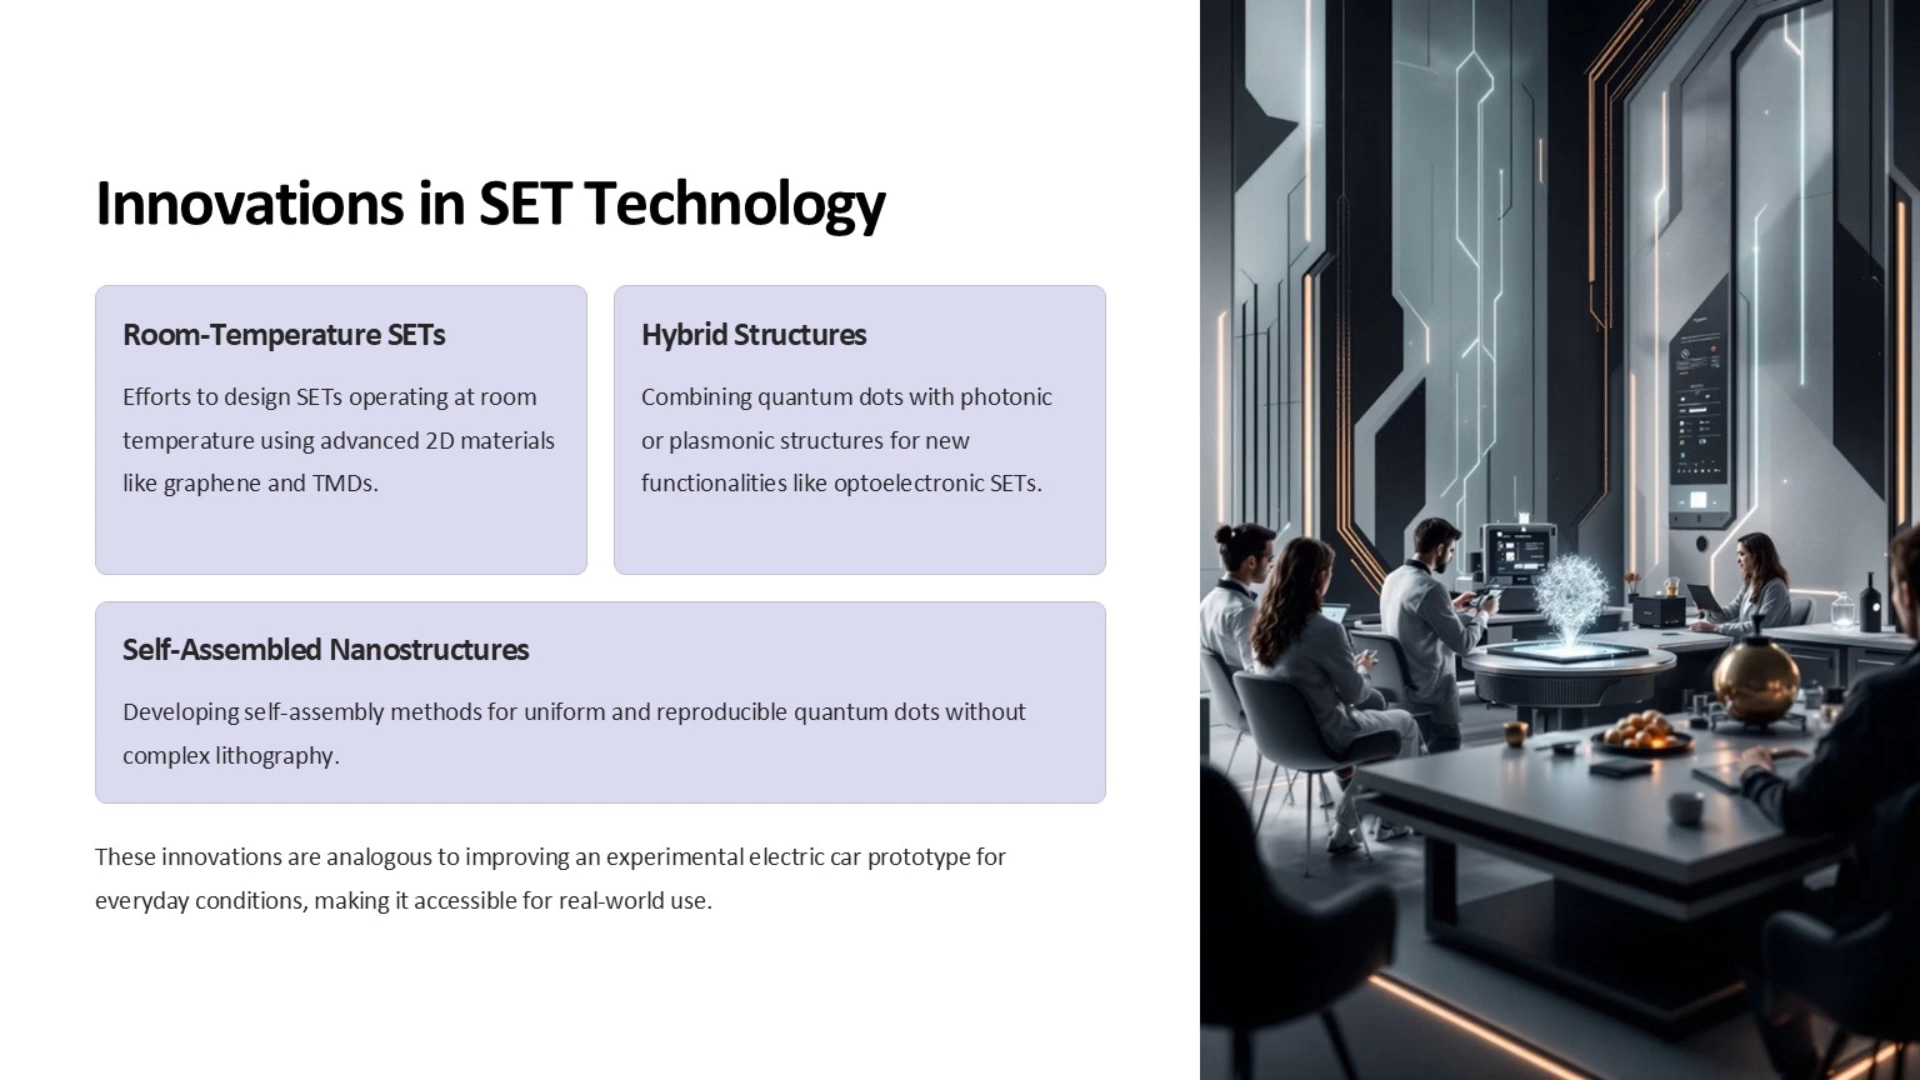 Innovations in SET Technology
Room-Temperature SETs
Efforts to design SETs operating at room
temperature using advanced 2D materials
like graphene and TMDs.
Hybrid Structures
Combining quantum dots with photonic
or plasmonic structures for new
functionalities like optoelectronic SETs.
Self-Assembled Nanostructures
Developing self-assembly methods for uniform and reproducible quantum dots without
complex lithography.
These innovations are analogous to improving an experimental electric car prototype for
everyday conditions, making it accessible for real-world use.